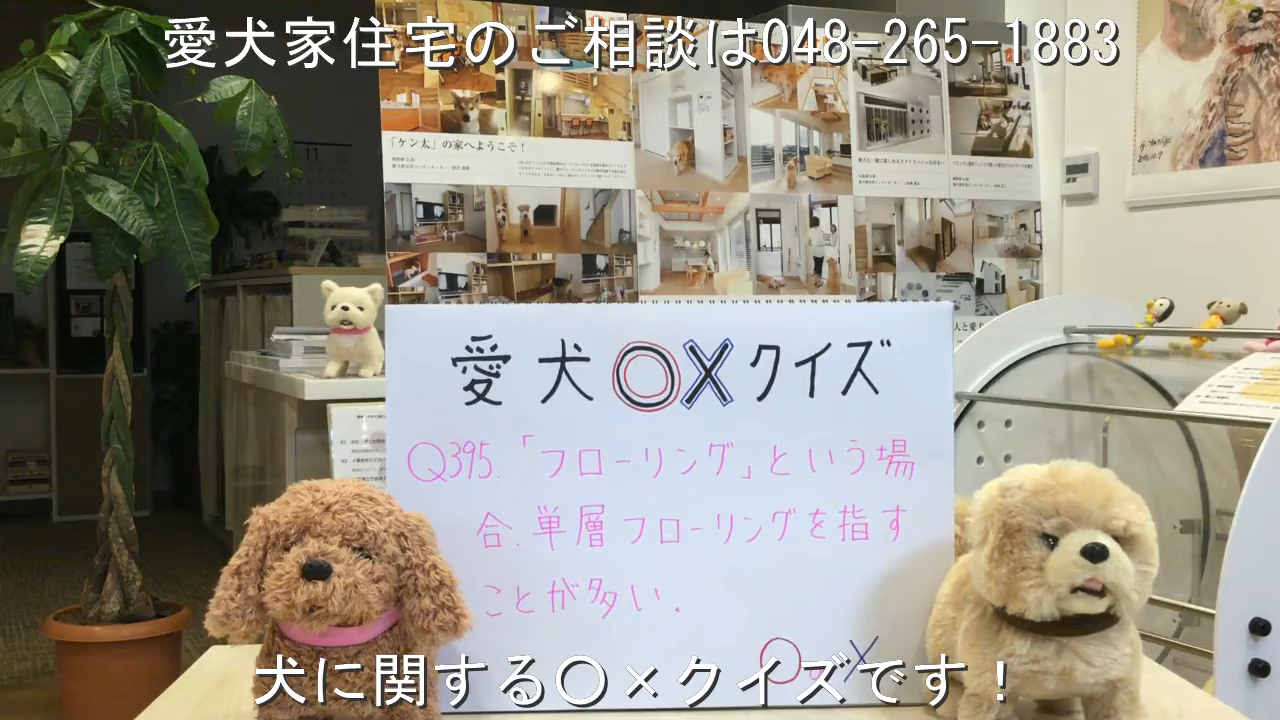 愛犬家住宅のご相談は048-265-1883
11
「ケン太」の家へようこそ！
愛犬〇×クイズ
Q395.「フローリング」という場
合、単層フローリングを指す
ことが多い.
〇or×
犬に関する〇×クイズです！